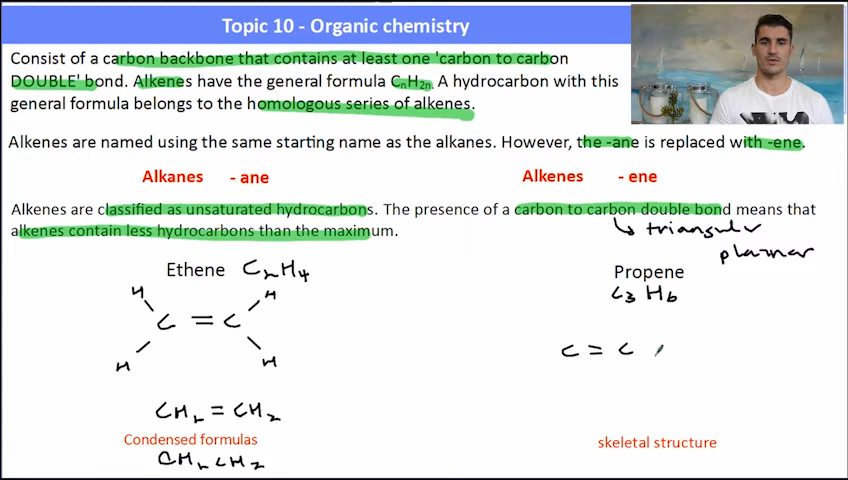 Topic 10 - Organic chemistry
Consist of a carbon backbone that contains at least one 'carbon to carbon
DOUBLE' bond. Alkenes have the general formula CnH2n. A hydrocarbon with this
general formula belongs to the homologous series of alkenes.
Alkenes are named using the same starting name as the alkanes. However, the -ane is replaced with -ene.
Alkanes - ane Alkenes - ene
Alkenes are classified as unsaturated hydrocarbons. The presence of a carbon to carbon double bond means that
alkenes contain less hydrocarbons than the maximum.
↳ triangular
planar
Ethene C2H4
Propene
C3H6
H H
C = C
H H
C = C
CH2 = CH2
Condensed formulas
CH2CH2
skeletal structure